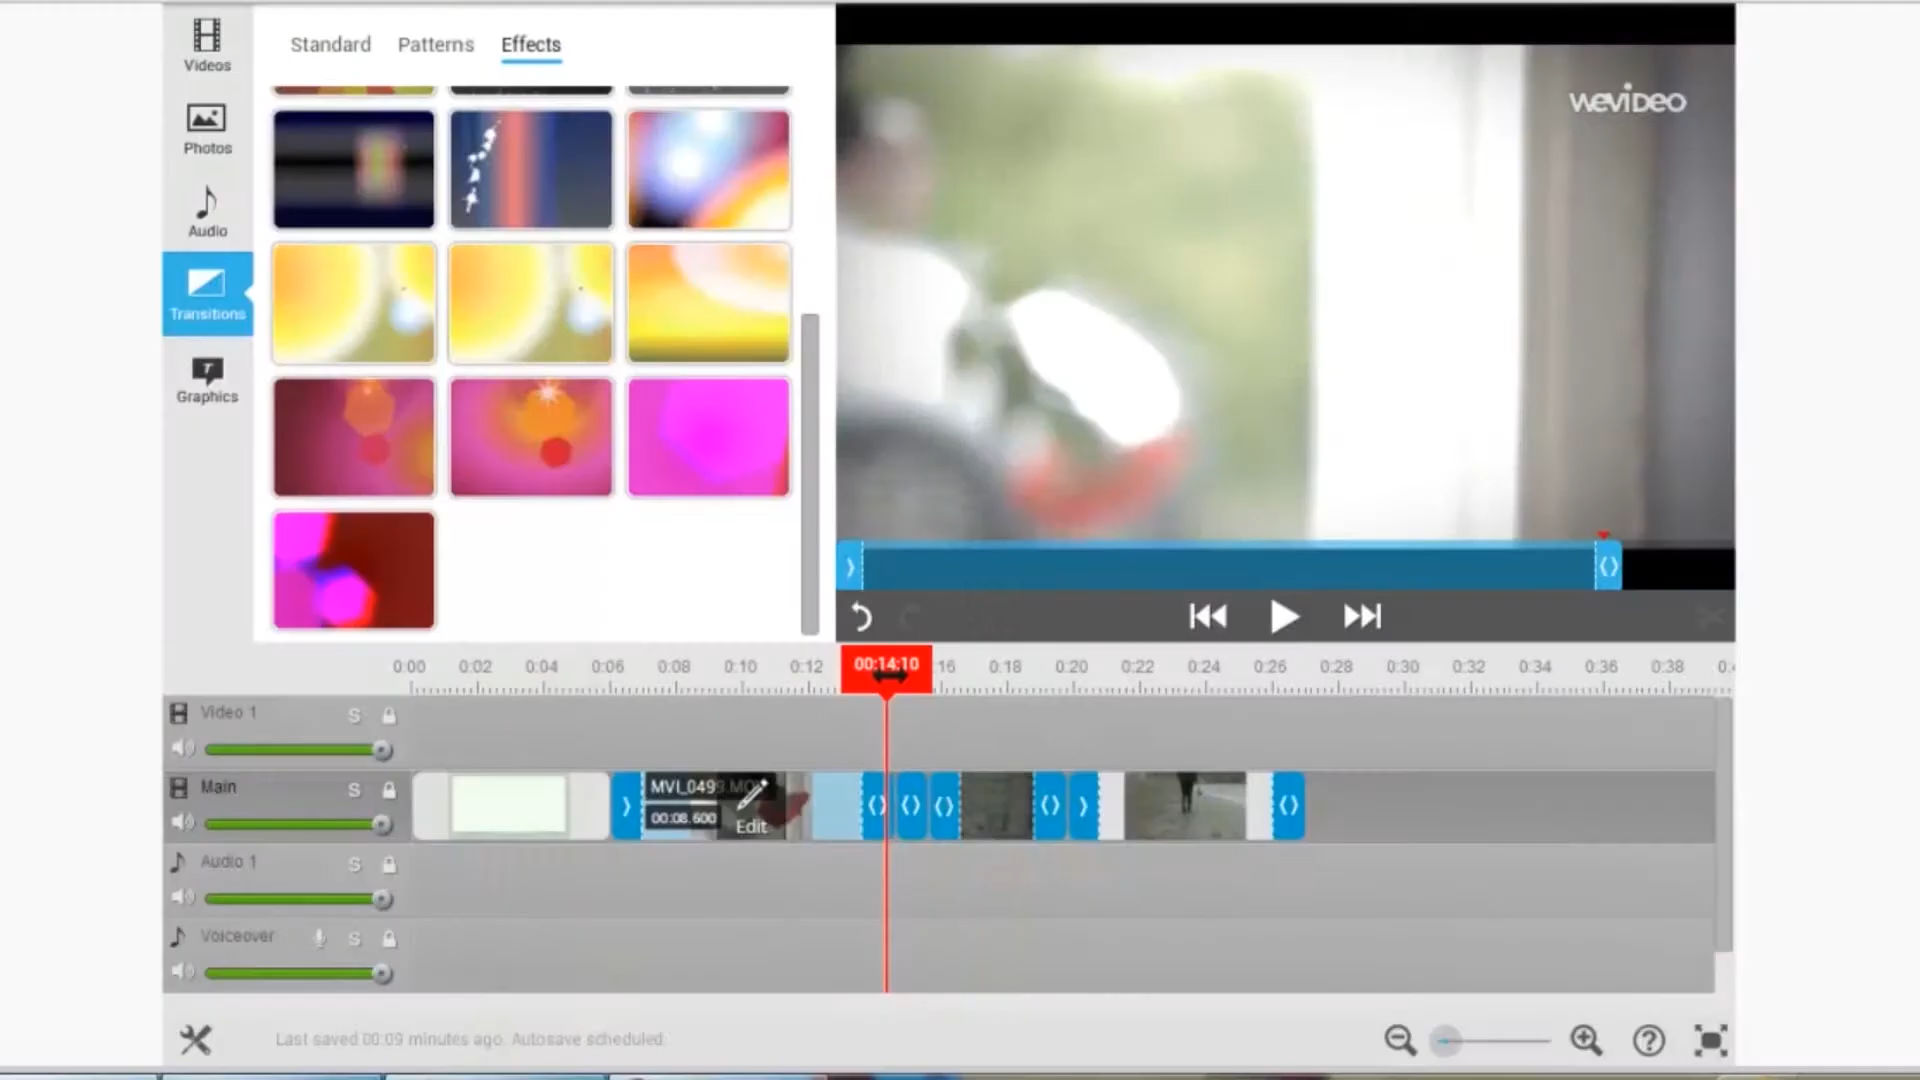 Videos
Photos
Audio
Transitions
T
Graphics
Standard Patterns Effects
WEVIDEO
0:00 0:02 0:04 0:06 0:08 0:10 0:12 00:14:10 :16 0:18 0:20 0:22 0:24 0:26 0:28 0:30 0:32 0:34 0:36 0:38
Video 1 S
Main S
MVI_0499.MO
00:08.600
Edit
Audio 1 S
Voiceover S
Last saved 00:09 minutes ago. Autosave scheduled.
?